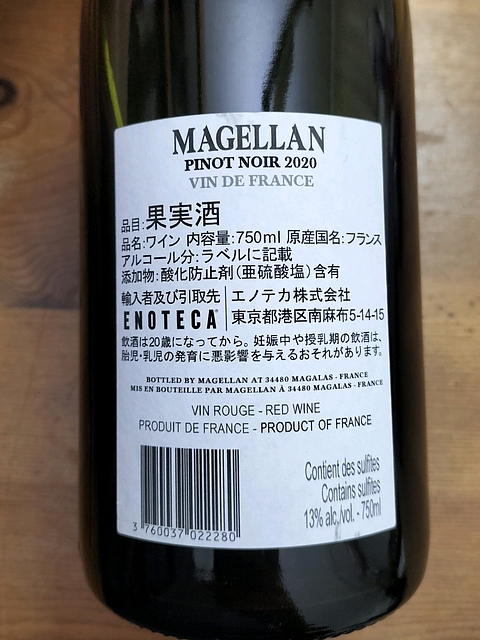 MAGELLAN
PINOT NOIR 2020
VIN DE FRANCE
品目:果実酒
品名:ワイン 内容量:750ml 原産国名:フランス
アルコール分:ラベルに記載
添加物:酸化防止剤(亜硫酸塩)含有
輸入者及び引取先 エノテカ株式会社
ENOTECA 東京都港区南麻布5-14-15
飲酒は20歳になってから。妊娠中や授乳期の飲酒は、
胎児・乳児の発育に悪影響を与えるおそれがあります。
BOTTLED BY MAGELLAN AT 34480 MAGALAS - FRANCE
MIS EN BOUTEILLE PAR MAGELLAN À 34480 MAGALAS - FRANCE
VIN ROUGE - RED WINE
PRODUIT DE FRANCE - PRODUCT OF FRANCE
Contient des sulfites
Contains sulfites
13% alc./vol. - 750ml
3 760037 022280